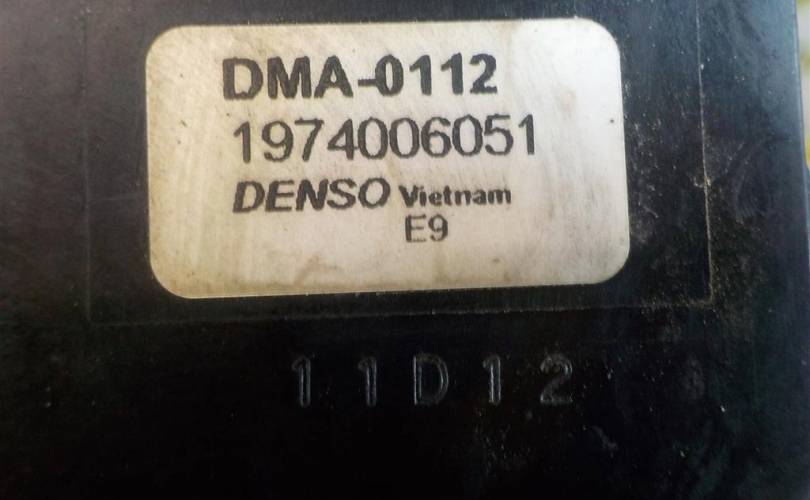 DMA-0112
1974006051
DENSO Vietnam
E9
11D12